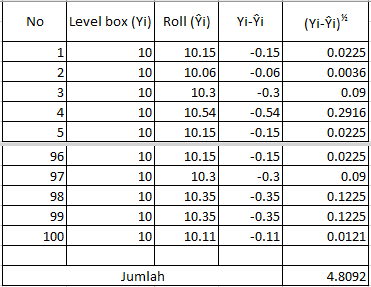 No Level box (Yi) Roll (Ŷi) Yi-Ŷi (Yi-Ŷi)½
1 10 10.15 -0.15 0.0225
2 10 10.06 -0.06 0.0036
3 10 10.3 -0.3 0.09
4 10 10.54 -0.54 0.2916
5 10 10.15 -0.15 0.0225
96 10 10.15 -0.15 0.0225
97 10 10.3 -0.3 0.09
98 10 10.35 -0.35 0.1225
99 10 10.35 -0.35 0.1225
100 10 10.11 -0.11 0.0121
Jumlah 4.8092